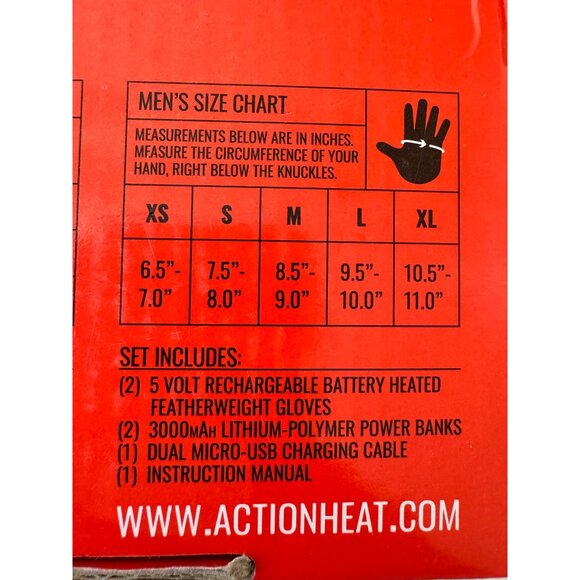 MEN'S SIZE CHART
MEASUREMENTS BELOW ARE IN INCHES.
MEASURE THE CIRCUMFERENCE OF YOUR
HAND, RIGHT BELOW THE KNUCKLES.
XS S M L XL
6.5"- 7.5"- 8.5"- 9.5"- 10.5"-
7.0" 8.0" 9.0" 10.0" 11.0"
SET INCLUDES:
(2) 5 VOLT RECHARGEABLE BATTERY HEATED
FEATHERWEIGHT GLOVES
(2) 3000MAH LITHIUM-POLYMER POWER BANKS
(1) DUAL MICRO-USB CHARGING CABLE
(1) INSTRUCTION MANUAL
WWW.ACTIONHEAT.COM